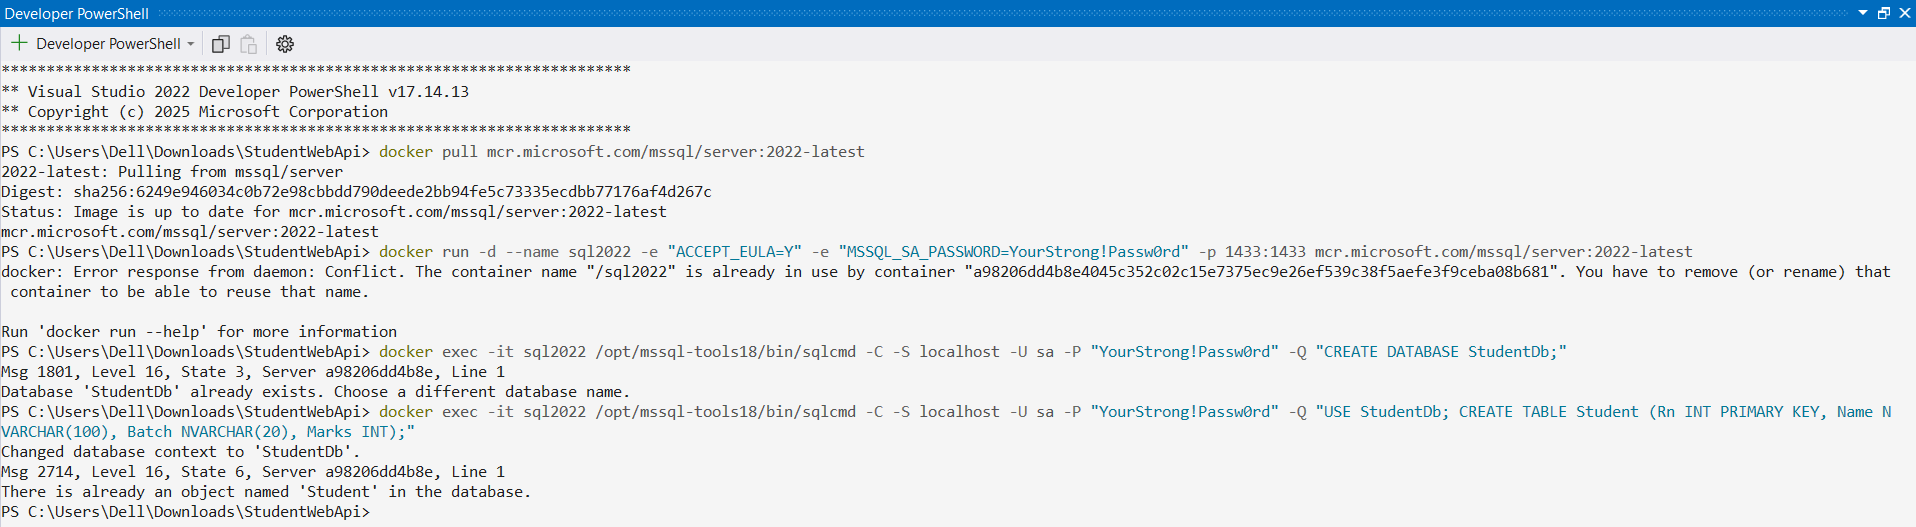 Developer PowerShell
Developer PowerShell
**********************************************************************
** Visual Studio 2022 Developer PowerShell v17.14.13
** Copyright (c) 2025 Microsoft Corporation
**********************************************************************
PS C:\Users\Dell\Downloads\StudentWebApi> docker pull mcr.microsoft.com/mssql/server:2022-latest
2022-latest: Pulling from mssql/server
Digest: sha256:6249e946034c0b72e98cbbdd790deede2bb94fe5c73335ecdbb77176af4d267c
Status: Image is up to date for mcr.microsoft.com/mssql/server:2022-latest
mcr.microsoft.com/mssql/server:2022-latest
PS C:\Users\Dell\Downloads\StudentWebApi> docker run -d --name sql2022 -e "ACCEPT_EULA=Y" -e "MSSQL_SA_PASSWORD=YourStrong!Passw0rd" -p 1433:1433 mcr.microsoft.com/mssql/server:2022-latest
docker: Error response from daemon: Conflict. The container name "/sql2022" is already in use by container "a98206dd4b8e4045c352c02c15e7375ec9e26ef539c38f5aefe3f9ceba08b681". You have to remove (or rename) that
container to be able to reuse that name.
Run 'docker run --help' for more information
PS C:\Users\Dell\Downloads\StudentWebApi> docker exec -it sql2022 /opt/mssql-tools18/bin/sqlcmd -C -S localhost -U sa -P "YourStrong!Passw0rd" -Q "CREATE DATABASE StudentDb;"
Msg 1801, Level 16, State 3, Server a98206dd4b8e, Line 1
Database 'StudentDb' already exists. Choose a different database name.
PS C:\Users\Dell\Downloads\StudentWebApi> docker exec -it sql2022 /opt/mssql-tools18/bin/sqlcmd -C -S localhost -U sa -P "YourStrong!Passw0rd" -Q "USE StudentDb; CREATE TABLE Student (Rn INT PRIMARY KEY, Name N
VARCHAR(100), Batch NVARCHAR(20), Marks INT);"
Changed database context to 'StudentDb'.
Msg 2714, Level 16, State 6, Server a98206dd4b8e, Line 1
There is already an object named 'Student' in the database.
PS C:\Users\Dell\Downloads\StudentWebApi>